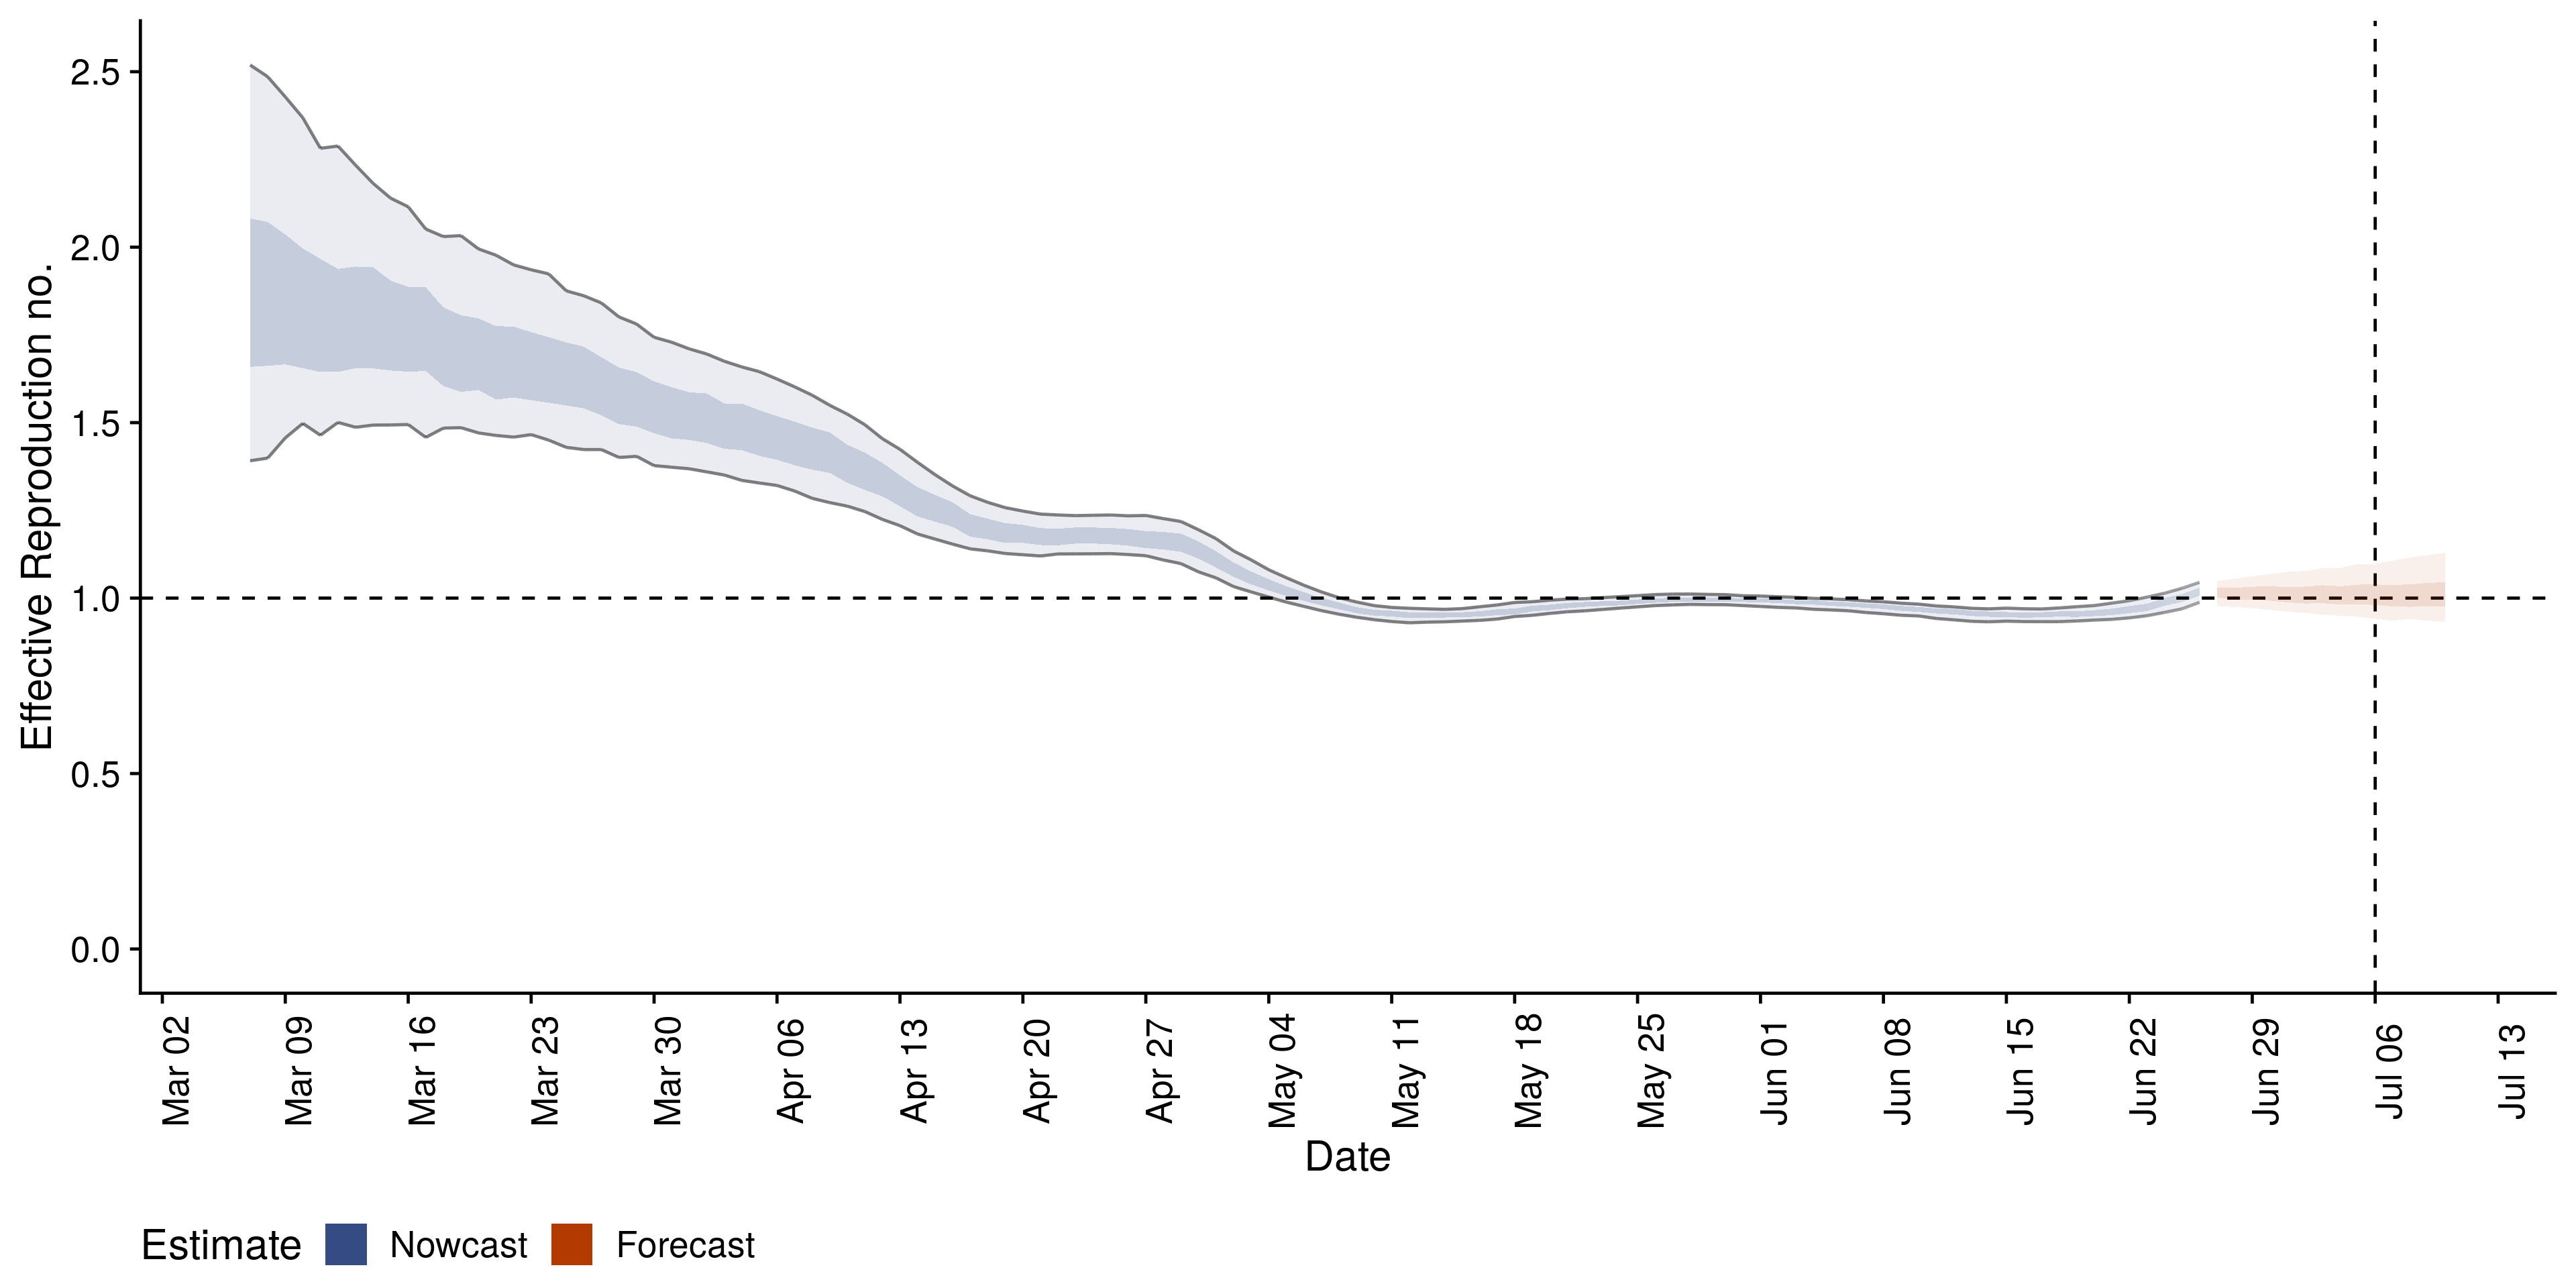 Effective Reproduction no.
2.5
2.0
1.5
1.0
0.5
0.0
Mar 02
Mar 09
Mar 16
Mar 23
Mar 30
Apr 06
Apr 13
Apr 20
Apr 27
May 04
May 11
May 18
May 25
Jun 01
Jun 08
Jun 15
Jun 22
Jun 29
Jul 06
Jul 13
Date
Estimate Nowcast Forecast